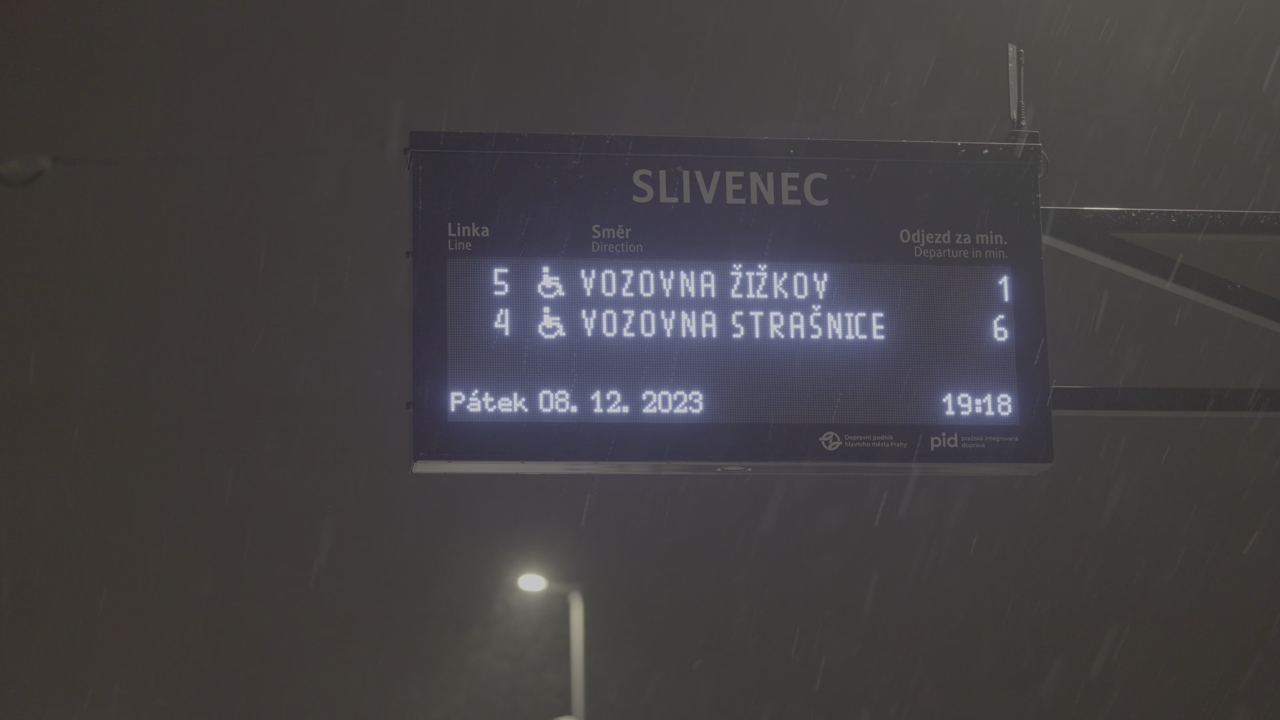 SLIVENEC
Linka Směr Odjezd za min.
Line Direction Departure in min.
5 VOZOVNA ŽIŽKOV 1
4 VOZOVNA STRAŠNICE 6
Pátek 08. 12. 2023 19:18
Dopravní podnik hlavního města Prahy
pid pražská integrovaná doprava